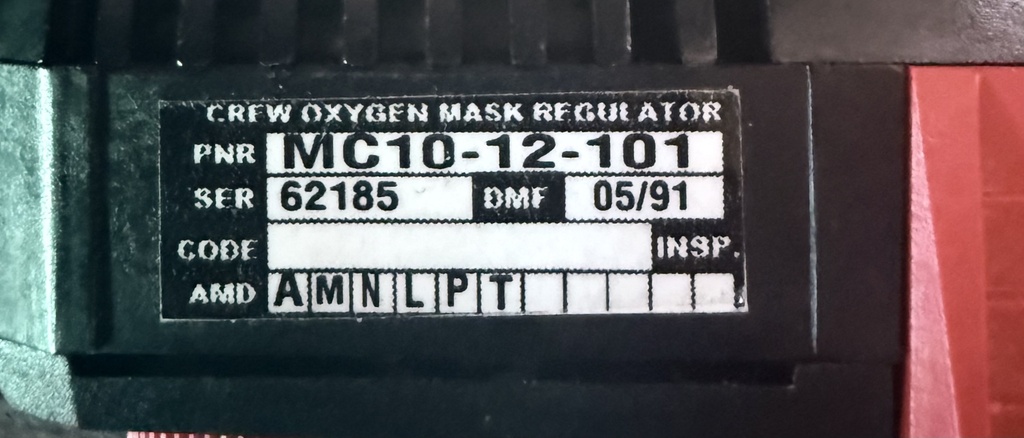 CREW OXYGEN MASK REGULATOR
PNR MC10-12-101
SER 62185 DMF 05/91
CODE INSP.
AMD A M N L P T